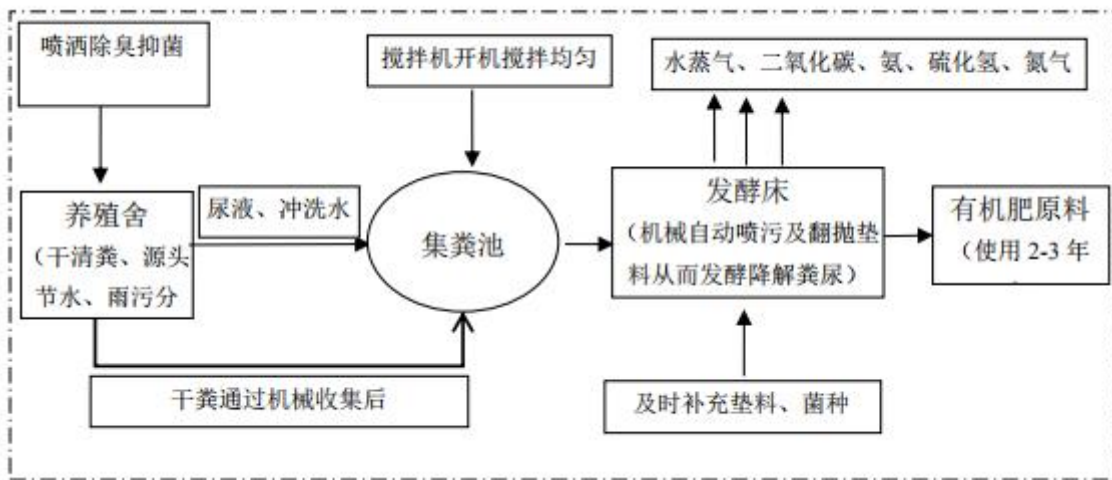 喷洒除臭抑菌
搅拌机开机搅拌均匀
水蒸气、二氧化碳、氨、硫化氢、氮气
养殖舍
（干清粪、源头
节水、雨污分
尿液、冲洗水
集粪池
发酵床
（机械自动喷污及翻抛垫
料从而发酵降解粪尿）
有机肥原料
（使用 2-3 年
干粪通过机械收集后
及时补充垫料、菌种